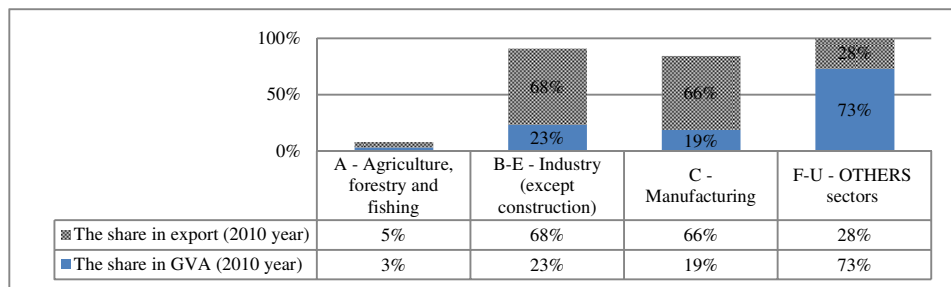 100%
50%
0%
68%
23%
66%
19%
28%
73%
A - Agriculture,
forestry and
fishing
B-E - Industry
(except
construction)
C -
Manufacturing
F-U - OTHERS
sectors
The share in export (2010 year) 5% 68% 66% 28%
The share in GVA (2010 year) 3% 23% 19% 73%